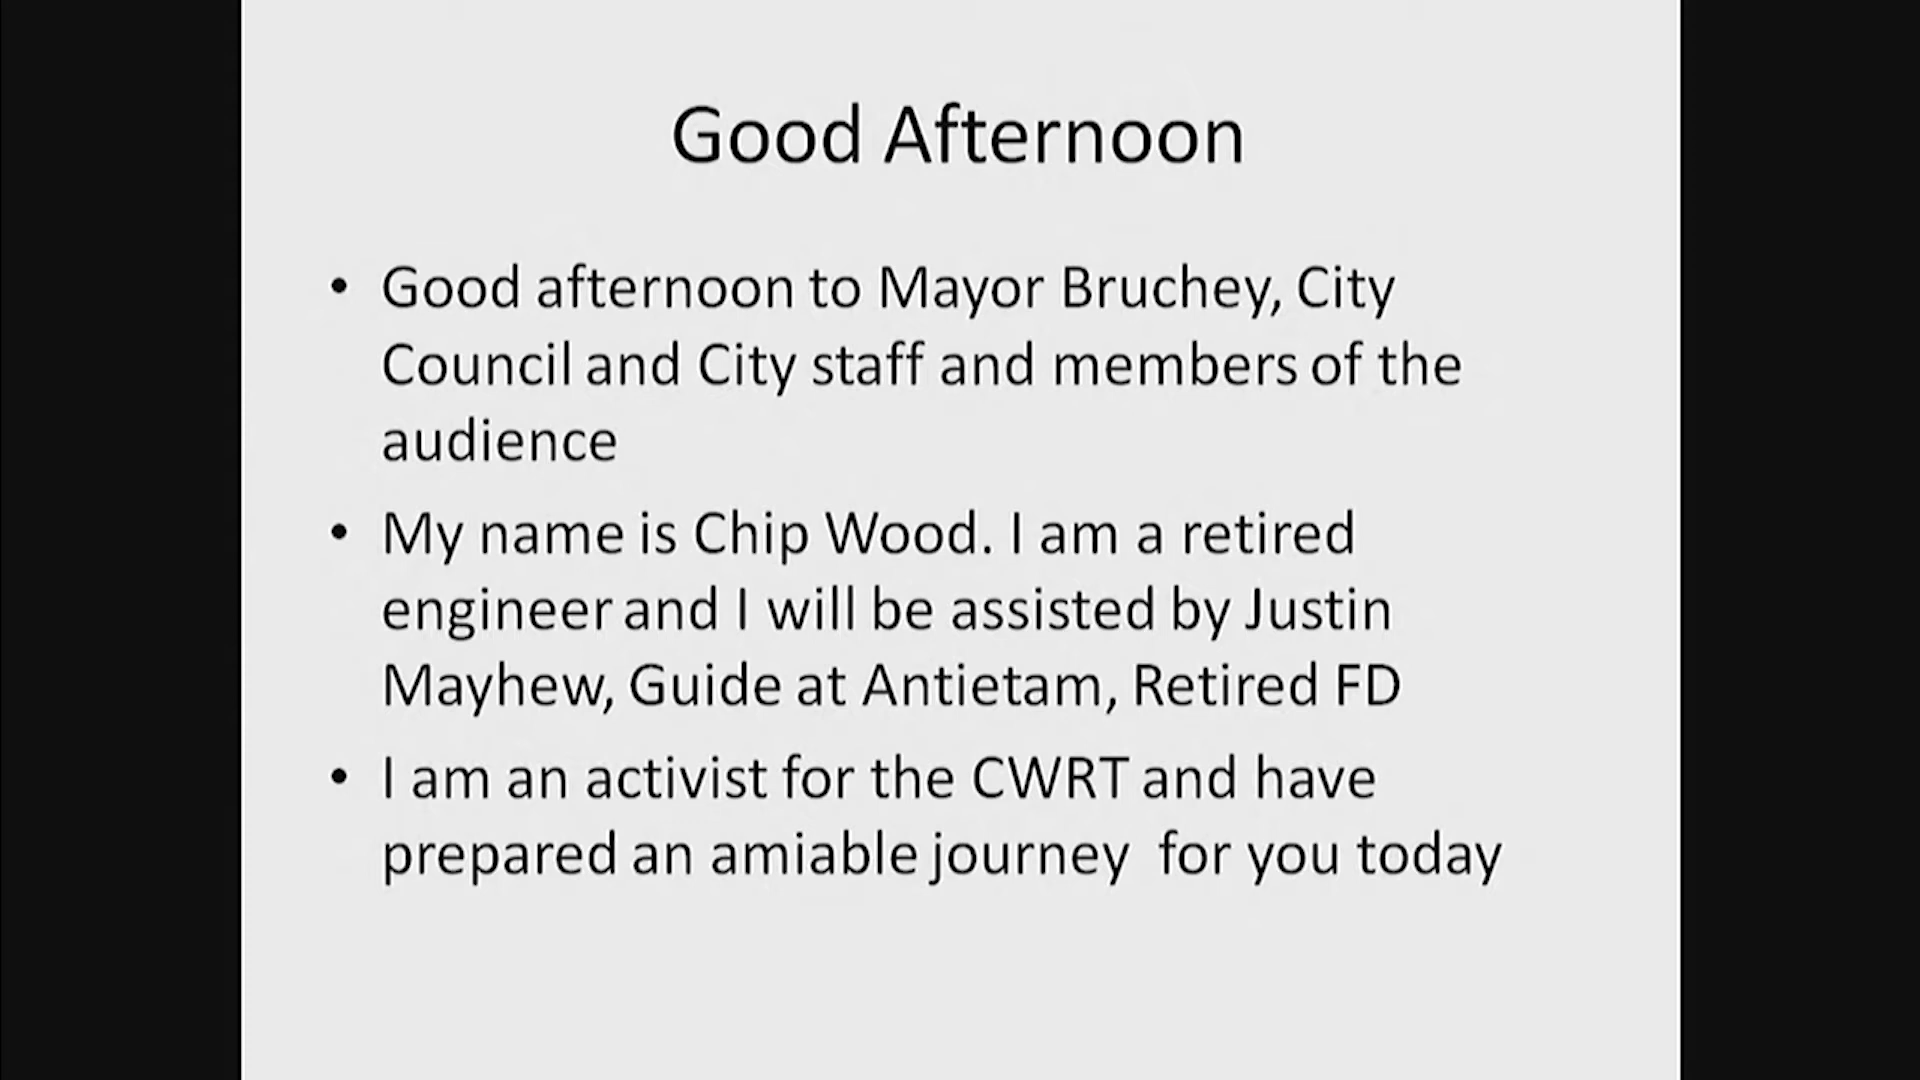 Good Afternoon
• Good afternoon to Mayor Bruchey, City
Council and City staff and members of the
audience
• My name is Chip Wood. I am a retired
engineer and I will be assisted by Justin
Mayhew, Guide at Antietam, Retired FD
• I am an activist for the CWRT and have
prepared an amiable journey  for you today